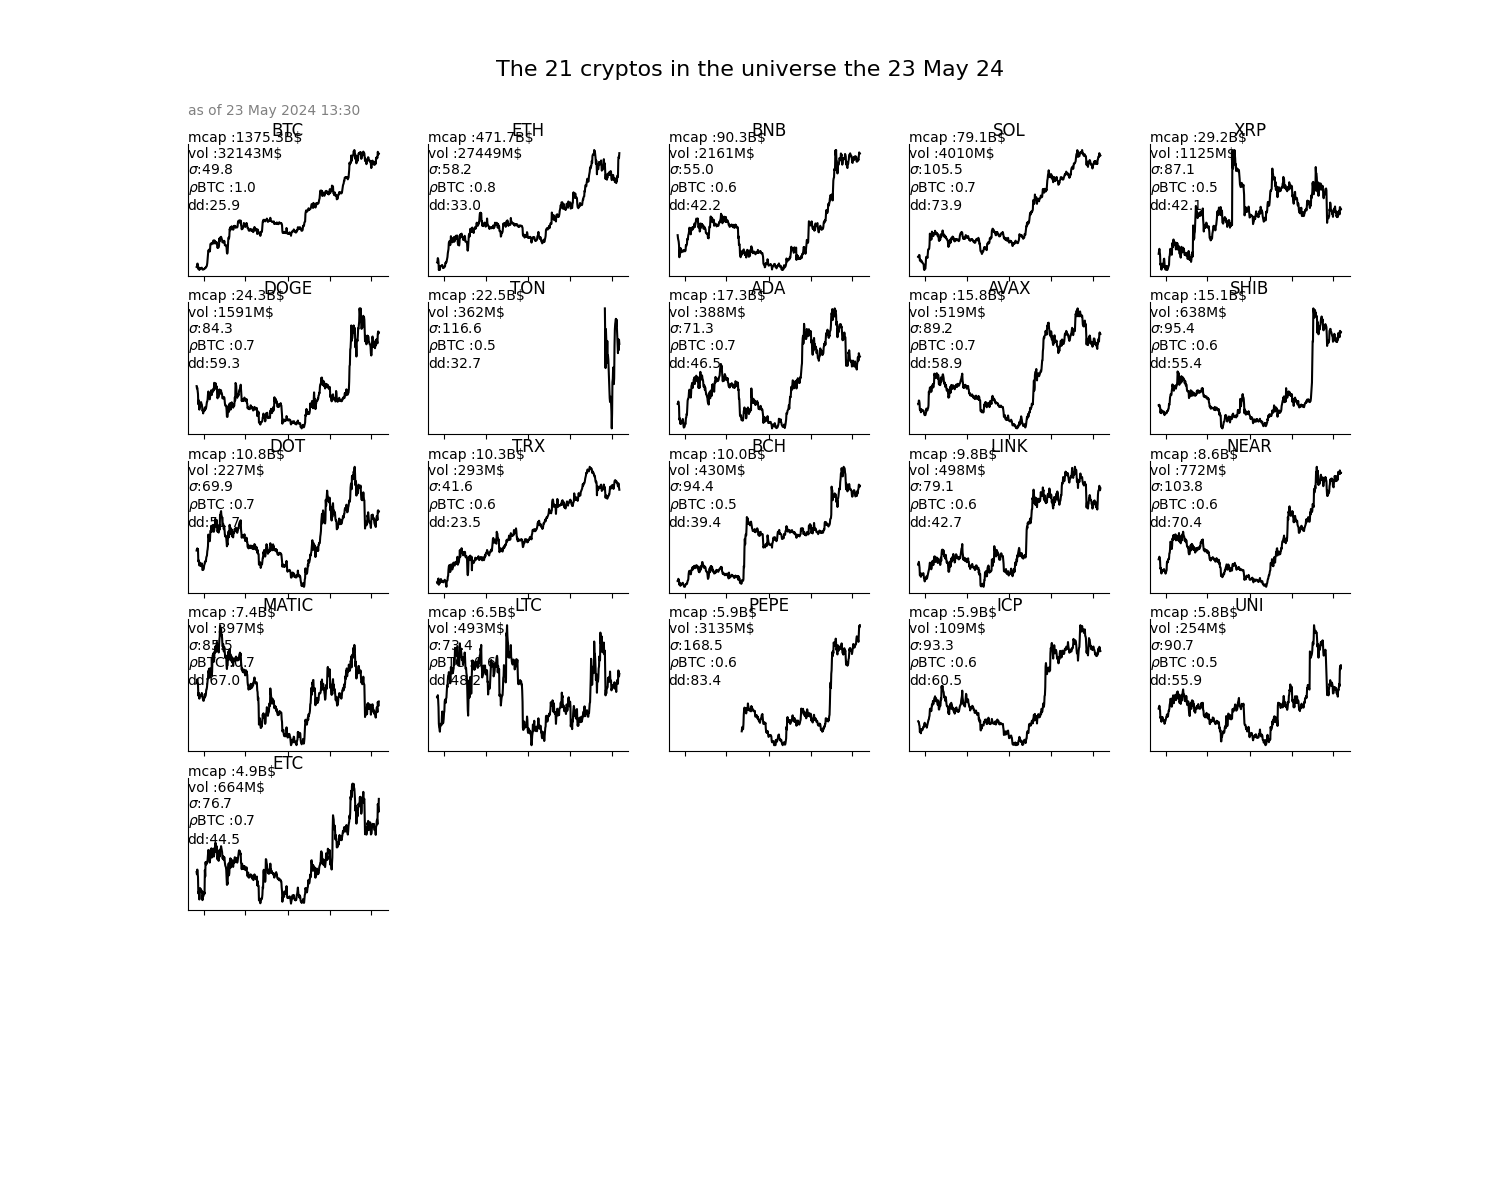 The 21 cryptos in the universe the 23 May 24
as of 23 May 2024 13:30
BTC
mcap :1375.3B$
vol :32143M$
σ:49.8
ρBTC :1.0
dd:25.9
ETH
mcap :471.7B$
vol :27449M$
σ:58.2
ρBTC :0.8
dd:33.0
BNB
mcap :90.3B$
vol :2161M$
σ:55.0
ρBTC :0.6
dd:42.2
SOL
mcap :79.1B$
vol :4010M$
σ:105.5
ρBTC :0.7
dd:73.9
XRP
mcap :29.2B$
vol :1125M$
σ:87.1
ρBTC :0.5
dd:42.1
DOGE
mcap :24.3B$
vol :1591M$
σ:84.3
ρBTC :0.7
dd:59.3
TON
mcap :22.5B$
vol :362M$
σ:116.6
ρBTC :0.5
dd:32.7
ADA
mcap :17.3B$
vol :388M$
σ:71.3
ρBTC :0.7
dd:46.5
AVAX
mcap :15.8B$
vol :519M$
σ:89.2
ρBTC :0.7
dd:58.9
SHIB
mcap :15.1B$
vol :638M$
σ:95.4
ρBTC :0.6
dd:55.4
DOT
mcap :10.8B$
vol :227M$
σ:69.9
ρBTC :0.7
TRX
mcap :10.3B$
vol :293M$
σ:41.6
ρBTC :0.6
dd:23.5
BCH
mcap :10.0B$
vol :430M$
σ:94.4
ρBTC :0.5
dd:39.4
LINK
mcap :9.8B$
vol :498M$
σ:79.1
ρBTC :0.6
dd:42.7
NEAR
mcap :8.6B$
vol :772M$
σ:103.8
ρBTC :0.6
dd:70.4
MATIC
mcap :7.4B$
vol :397M$
ρBTC :0.7
dd:67.0
LTC
mcap :6.5B$
vol :493M$
σ:73.4
dd:48.2
PEPE
mcap :5.9B$
vol :3135M$
σ:168.5
ρBTC :0.6
dd:83.4
ICP
mcap :5.9B$
vol :109M$
σ:93.3
ρBTC :0.6
dd:60.5
UNI
mcap :5.8B$
vol :254M$
σ:90.7
ρBTC :0.5
dd:55.9
ETC
mcap :4.9B$
vol :664M$
σ:76.7
ρBTC :0.7
dd:44.5